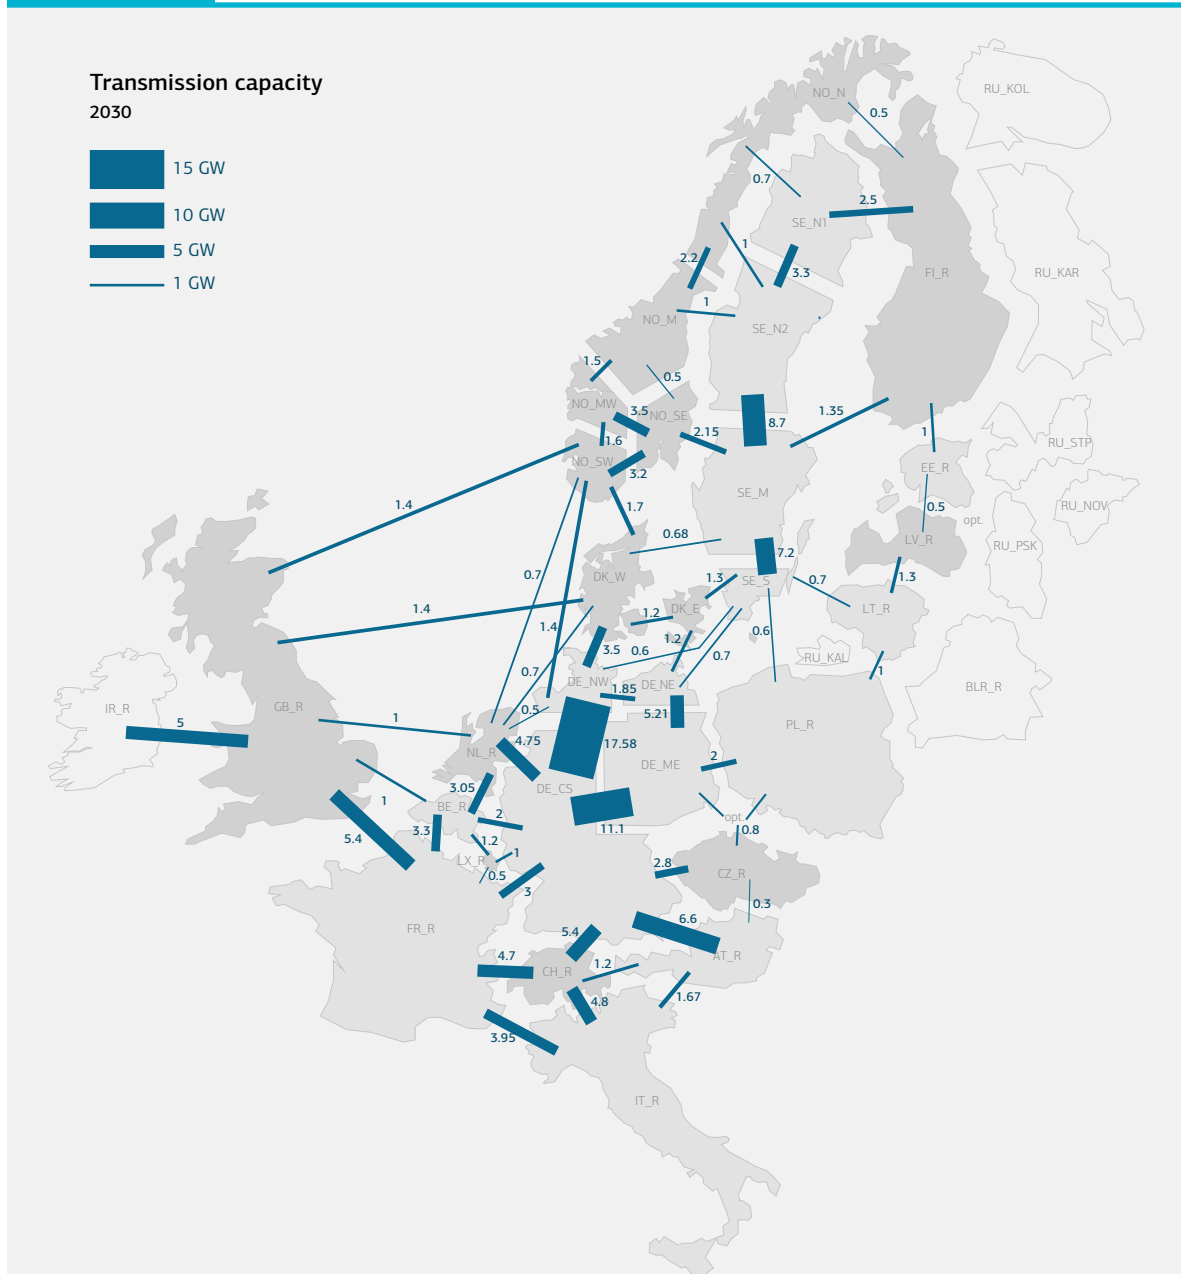 Transmission capacity
2030
15 GW
10 GW
5 GW
1 GW
NO_N
RU_KOL
0.5
0.7
2.5
SE_N1
1
2.2
3.3
FI_R
RU_KAR
1
NO_M
SE_N2
1.5
0.5
NO_MW
3.5
NO_SE
8.7
1.35
2.15
1
1.6
RU_STP
NO_SW
3.2
EE_R
SE_M
1.4
1.7
0.5
RU_NOV
opt.
0.68
LV_R
RU_PSK
7.2
0.7
DK_W
1.3
SE_S
0.7
1.3
1.4
1.2
DK_E
LT_R
1.4
0.6
1.2
3.5
0.6
0.7
RU_KAL
0.7
1
DE_NW
DE_NE
1.85
BLR_R
IR_R
GB_R
0.5
5.21
5
1
PL_R
4.75
17.58
NL_R
2
DE_ME
3.05
DE_CS
1
BE_R
2
opt.
3.3
11.1
0.8
5.4
1.2
1
LX_R
2.8
0.5
CZ_R
3
0.3
FR_R
6.6
5.4
4.7
AT_R
CH_R
1.2
4.8
1.67
3.95
IT_R